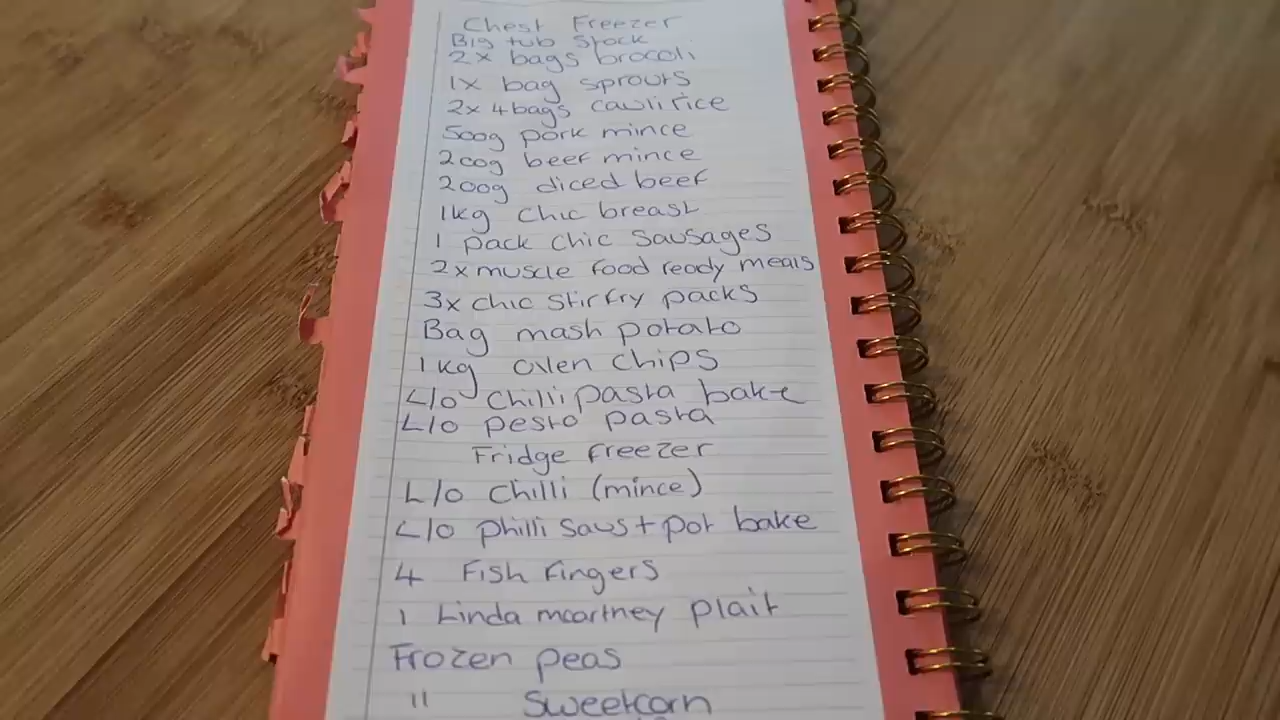 Chest Freezer
Big tub stock
2x bags brocoli
1x bag sprouts
2x 4bags cauli rice
500g pork mince
200g beef mince
200g diced beef
1kg chic breast
1 pack chic sausages
2x muscle food ready meals
3x chic stirfry packs
Bag mash potato
1kg oven chips
L/O chilli pasta bake
L/O pesto pasta
Fridge freezer
L/O chilli (mince)
L/O philli saus + pot bake
4 Fish Fingers
1 Linda mcartney plait
Frozen peas
" Sweetcorn